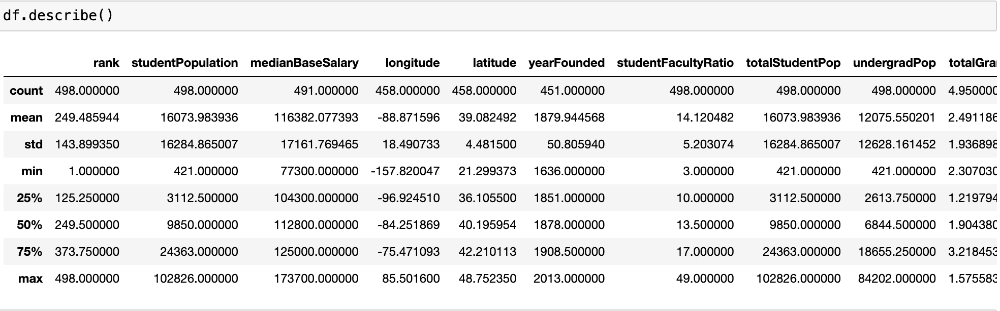 df.describe()
rank studentPopulation medianBaseSalary longitude latitude yearFounded studentFacultyRatio totalStudentPop undergradPop totalGra
count 498.000000 498.000000 491.000000 458.000000 458.000000 451.000000 498.000000 498.000000 498.000000 4.950000
mean 249.485944 16073.983936 116382.077393 -88.871596 39.082492 1879.944568 14.120482 16073.983936 12075.550201 2.491186
std 143.899350 16284.865007 17161.769465 18.490733 4.481500 50.805940 5.203074 16284.865007 12628.161452 1.936898
min 1.000000 421.000000 77300.000000 -157.820047 21.299373 1636.000000 3.000000 421.000000 421.000000 2.307030
25% 125.250000 3112.500000 104300.000000 -96.924510 36.105500 1851.000000 10.000000 3112.500000 2613.750000 1.219794
50% 249.500000 9850.000000 112800.000000 -84.251869 40.195954 1878.000000 13.500000 9850.000000 6844.500000 1.904380
75% 373.750000 24363.000000 125000.000000 -75.471093 42.210113 1908.500000 17.000000 24363.000000 18655.250000 3.218453
max 498.000000 102826.000000 173700.000000 85.501600 48.752350 2013.000000 49.000000 102826.000000 84202.000000 1.575583